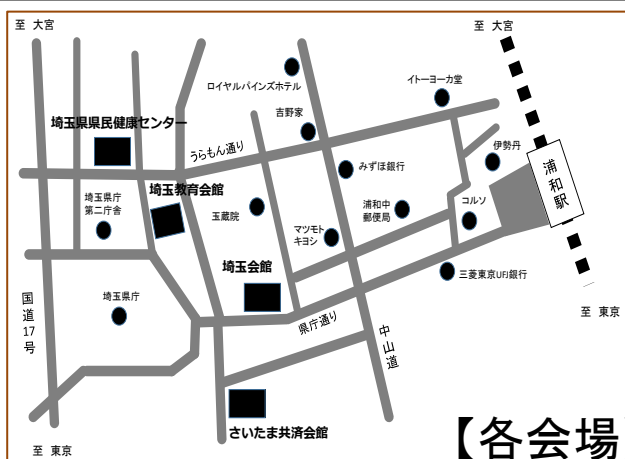 至 大宮
至 大宮
ロイヤルパインズホテル
イトーヨーカ堂
吉野家
埼玉県県民健康センター
うらもん通り
伊勢丹
みずほ銀行
浦和駅
埼玉教育会館
埼玉県庁
第二庁舎
玉蔵院
浦和中
郵便局
コルソ
マツモト
キヨシ
埼玉会館
三菱東京UFJ銀行
埼玉県庁
国道17号
県庁通り
中山道
至 東京
さいたま共済会館
【各会場
至 東京